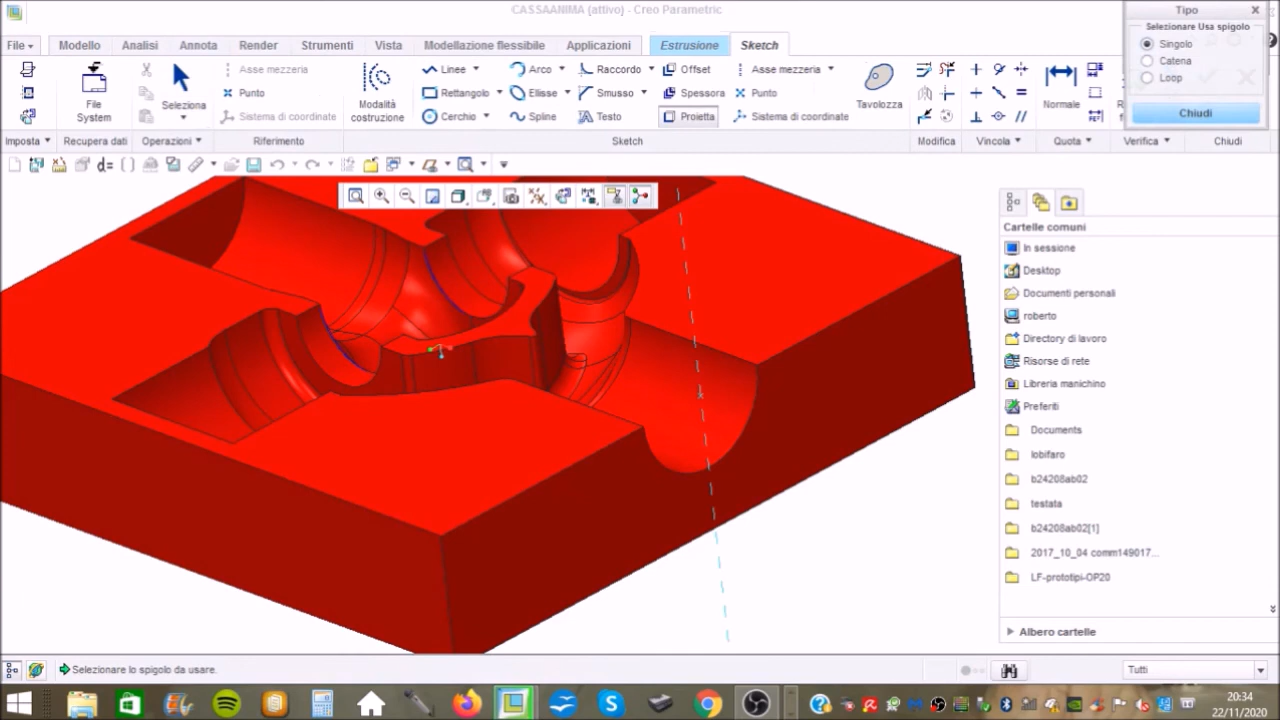 CASSAANIMA (attivo) - Creo Parametric
File
Modello
Analisi
Annota
Render
Strumenti
Vista
Modellazione flessibile
Applicazioni
Estrusione
Sketch
File System
Seleziona
Asse mezzeria
Punto
Sistema di coordinate
Modalità costruzione
Linee
Rettangolo
Cerchio
Arco
Ellisse
Spline
Raccordo
Smusso
Testo
Offset
Spessora
Proietta
Asse mezzeria
Punto
Sistema di coordinate
Tavolozza
Normale
REF
Imposta
Recupera dati
Operazioni
Riferimento
Sketch
Modifica
Vincola
Quota
Verifica
Chiudi
Tipo
Selezionare Usa spigolo
Singolo
Catena
Loop
Chiudi
d=
Cartelle comuni
In sessione
Desktop
Documenti personali
roberto
Directory di lavoro
Risorse di rete
Libreria manichino
Preferiti
Documents
lobifaro
b24208ab02
testata
b24208ab02[1]
2017_10_04 comm149017...
LF-prototipi-OP20
Albero cartelle
Selezionare lo spigolo da usare.
Tutti
20:34
22/11/2020